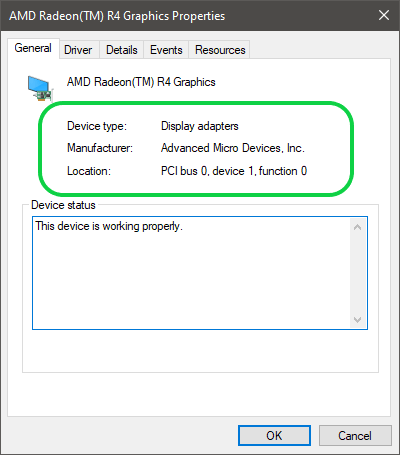 AMD Radeon(TM) R4 Graphics Properties
General Driver Details Events Resources
AMD Radeon(TM) R4 Graphics
Device type: Display adapters
Manufacturer: Advanced Micro Devices, Inc.
Location: PCI bus 0, device 1, function 0
Device status
This device is working properly.
OK Cancel